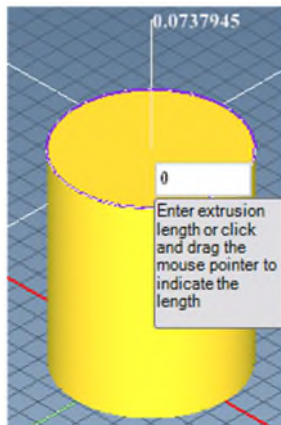 0.0737945
0
Enter extrusion
length or click
and drag the
mouse pointer to
indicate the
length